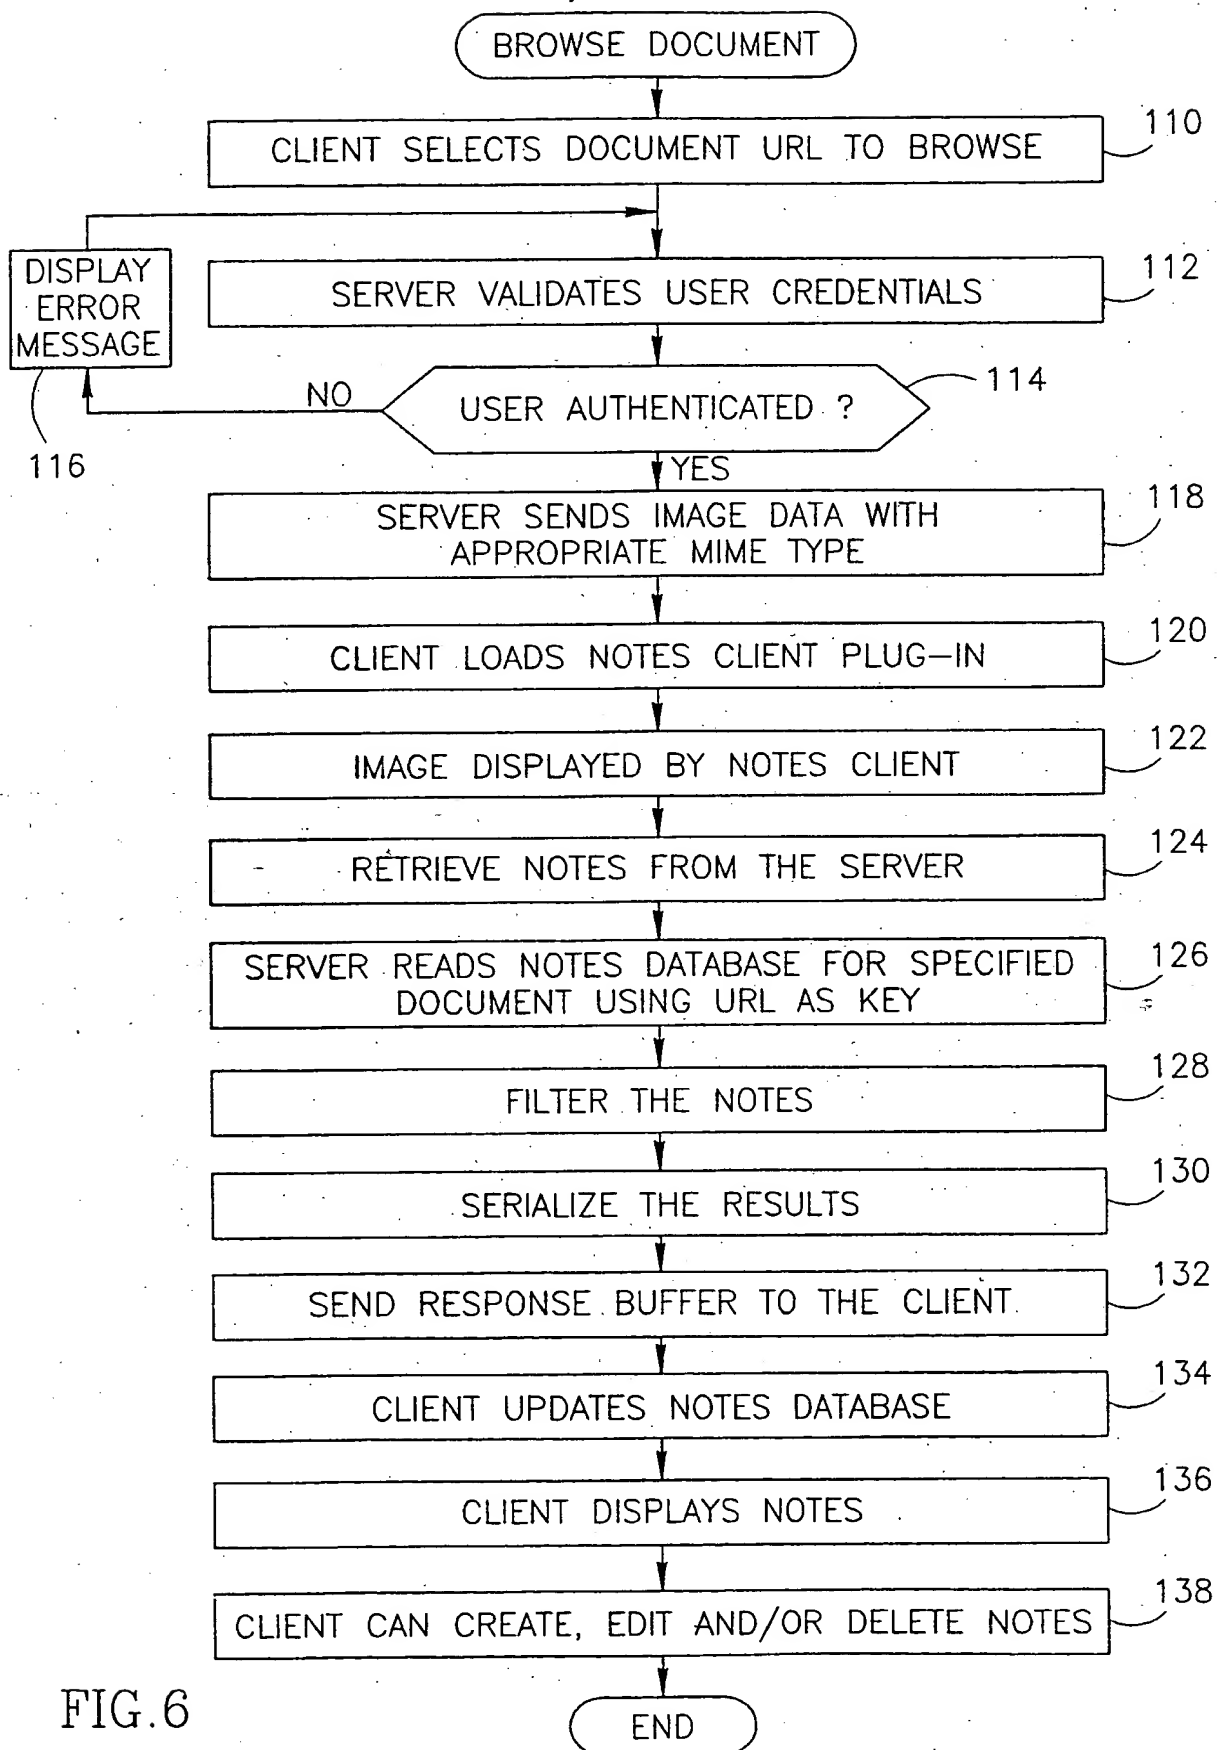 BROWSE DOCUMENT
110
CLIENT SELECTS DOCUMENT URL TO BROWSE
DISPLAY
ERROR
MESSAGE
112
SERVER VALIDATES USER CREDENTIALS
114
NO
USER AUTHENTICATED ?
116
YES
118
SERVER SENDS IMAGE DATA WITH
APPROPRIATE MIME TYPE
120
CLIENT LOADS NOTES CLIENT PLUG-IN
122
IMAGE DISPLAYED BY NOTES CLIENT
124
RETRIEVE NOTES FROM THE SERVER
126
SERVER READS NOTES DATABASE FOR SPECIFIED
DOCUMENT USING URL AS KEY
128
FILTER THE NOTES
130
SERIALIZE THE RESULTS
132
SEND RESPONSE BUFFER TO THE CLIENT
134
CLIENT UPDATES NOTES DATABASE
136
CLIENT DISPLAYS NOTES
138
CLIENT CAN CREATE, EDIT AND/OR DELETE NOTES
FIG.6
END